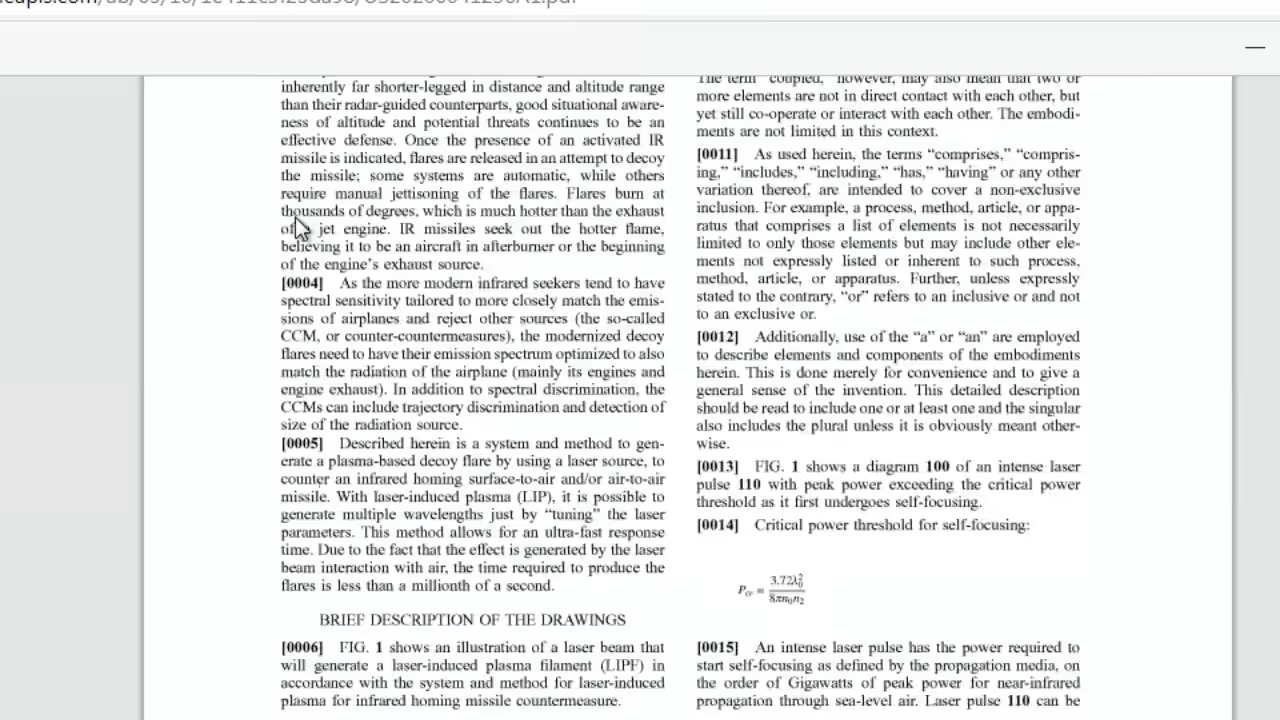 inherently far shorter-legged in distance and altitude range
than their radar-guided counterparts, good situational aware-
ness of altitude and potential threats continues to be an
effective defense. Once the presence of an activated IR
missile is indicated, flares are released in an attempt to decoy
the missile; some systems are automatic, while others
require manual jettisoning of the flares. Flares burn at
thousands of degrees, which is much hotter than the exhaust
of jet engine. IR missiles seek out the hotter flame,
believing it to be an aircraft in afterburner or the beginning
of the engine's exhaust source.
[0004] As the more modern infrared seekers tend to have
spectral sensitivity tailored to more closely match the emis-
sions of airplanes and reject other sources (the so-called
CCM, or counter-countermeasures), the modernized decoy
flares need to have their emission spectrum optimized to also
match the radiation of the airplane (mainly its engines and
engine exhaust). In addition to spectral discrimination, the
CCMs can include trajectory discrimination and detection of
size of the radiation source.
[0005] Described herein is a system and method to gen-
erate a plasma-based decoy flare by using a laser source, to
counter an infrared homing surface-to-air and/or air-to-air
missile. With laser-induced plasma (LIP), it is possible to
generate multiple wavelengths just by “tuning” the laser
parameters. This method allows for an ultra-fast response
time. Due to the fact that the effect is generated by the laser
beam interaction with air, the time required to produce the
flares is less than a millionth of a second.
BRIEF DESCRIPTION OF THE DRAWINGS
[0006] FIG. 1 shows an illustration of a laser beam that
will generate a laser-induced plasma filament (LIPF) in
accordance with the system and method for laser-induced
plasma for infrared homing missile countermeasure.
The term “coupled,” however, may also mean that two or
more elements are not in direct contact with each other, but
yet still co-operate or interact with each other. The embodi-
ments are not limited in this context.
[0011] As used herein, the terms “comprises,” “compris-
ing,” “includes,” “including,” “has,” “having” or any other
variation thereof, are intended to cover a non-exclusive
inclusion. For example, a process, method, article, or appa-
ratus that comprises a list of elements is not necessarily
limited to only those elements but may include other ele-
ments not expressly listed or inherent to such process,
method, article, or apparatus. Further, unless expressly
stated to the contrary, “or” refers to an inclusive or and not
to an exclusive or.
[0012] Additionally, use of the “a” or “an” are employed
to describe elements and components of the embodiments
herein. This is done merely for convenience and to give a
general sense of the invention. This detailed description
should be read to include one or at least one and the singular
also includes the plural unless it is obviously meant other-
wise.
[0013] FIG. 1 shows a diagram 100 of an intense laser
pulse 110 with peak power exceeding the critical power
threshold as it first undergoes self-focusing.
[0014] Critical power threshold for self-focusing:
P_cr = 3.72λ₀² / 8πn₀n₂
[0015] An intense laser pulse has the power required to
start self-focusing as defined by the propagation media, on
the order of Gigawatts of peak power for near-infrared
propagation through sea-level air. Laser pulse 110 can be